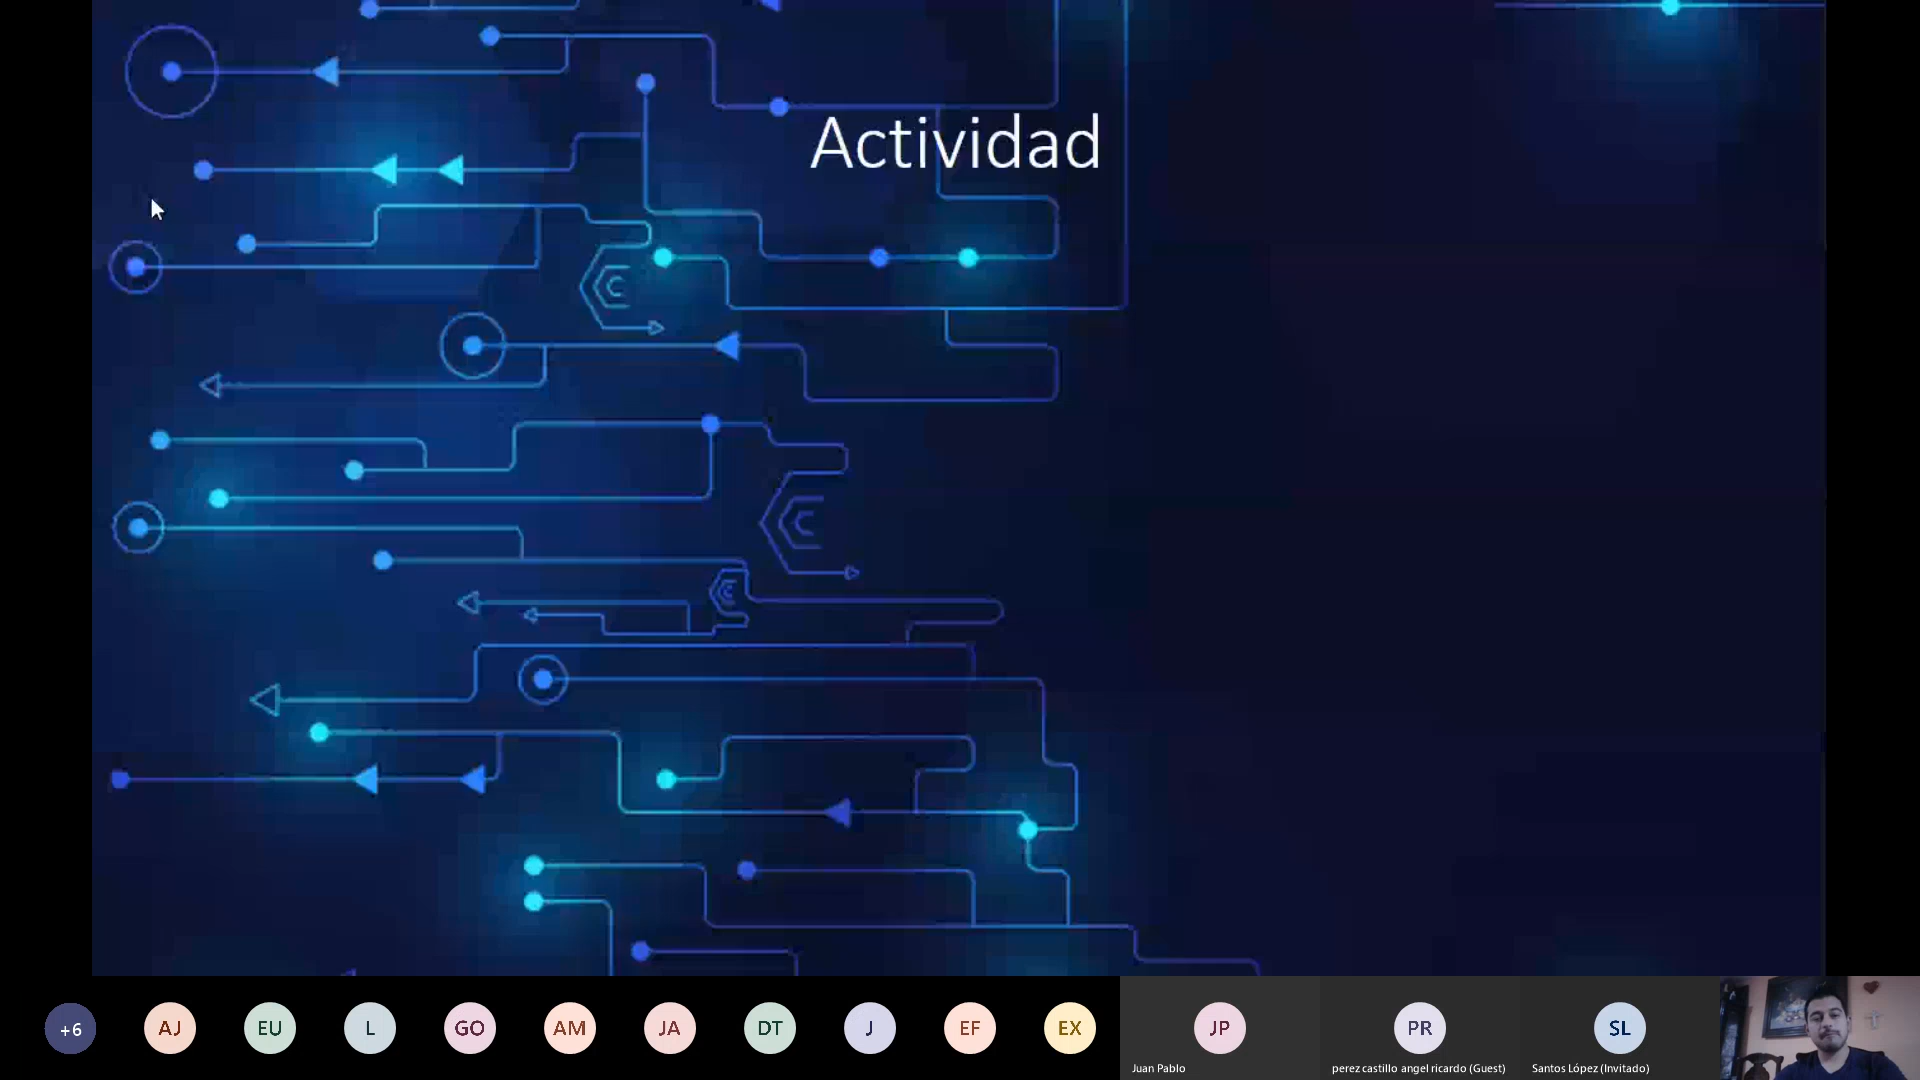 Actividad
+6
AJ
EU
L
GO
AM
JA
DT
J
EF
EX
JP
PR
SL
Juan Pablo
perez castillo angel ricardo (Guest)
Santos López (Invitado)